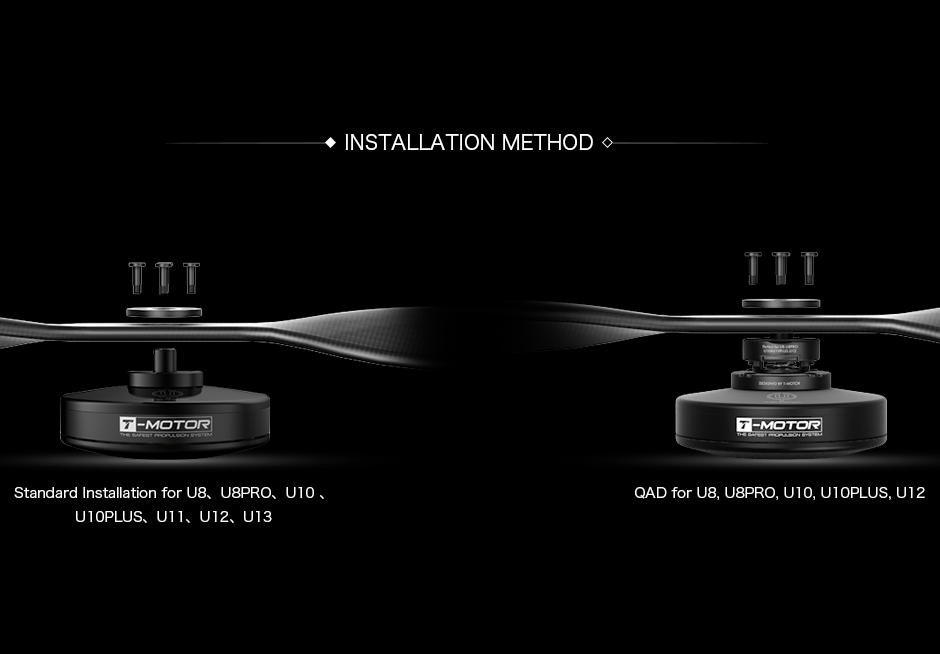 INSTALLATION METHOD
T-MOTOR
THE SAFEST PROPULSION SYSTEM
DESIGNED BY T-MOTOR
T-MOTOR
THE SAFEST PROPULSION SYSTEM
Standard Installation for U8、U8PRO、U10 、
U10PLUS、U11、U12、U13
QAD for U8, U8PRO, U10, U10PLUS, U12